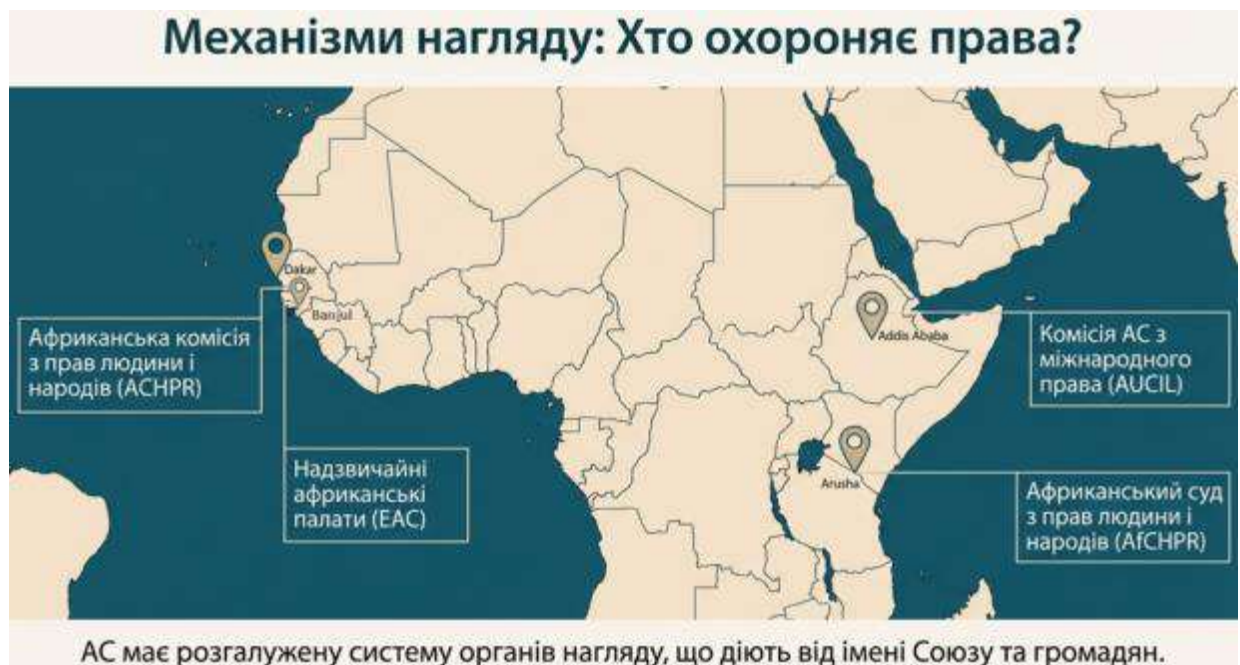 Механізми нагляду: Хто охороняє права?
Dakar
Banjul
Addis Ababa
Arusha
Африканська комісія
з прав людини і
народів (ACHPR)
Надзвичайні
африканські
палати (EAC)
Комісія АС з
міжнародного
права (AUCIL)
Африканський суд
з прав людини і
народів (AfCHPR)
АС має розгалужену систему органів нагляду, що діють від імені Союзу та громадян.